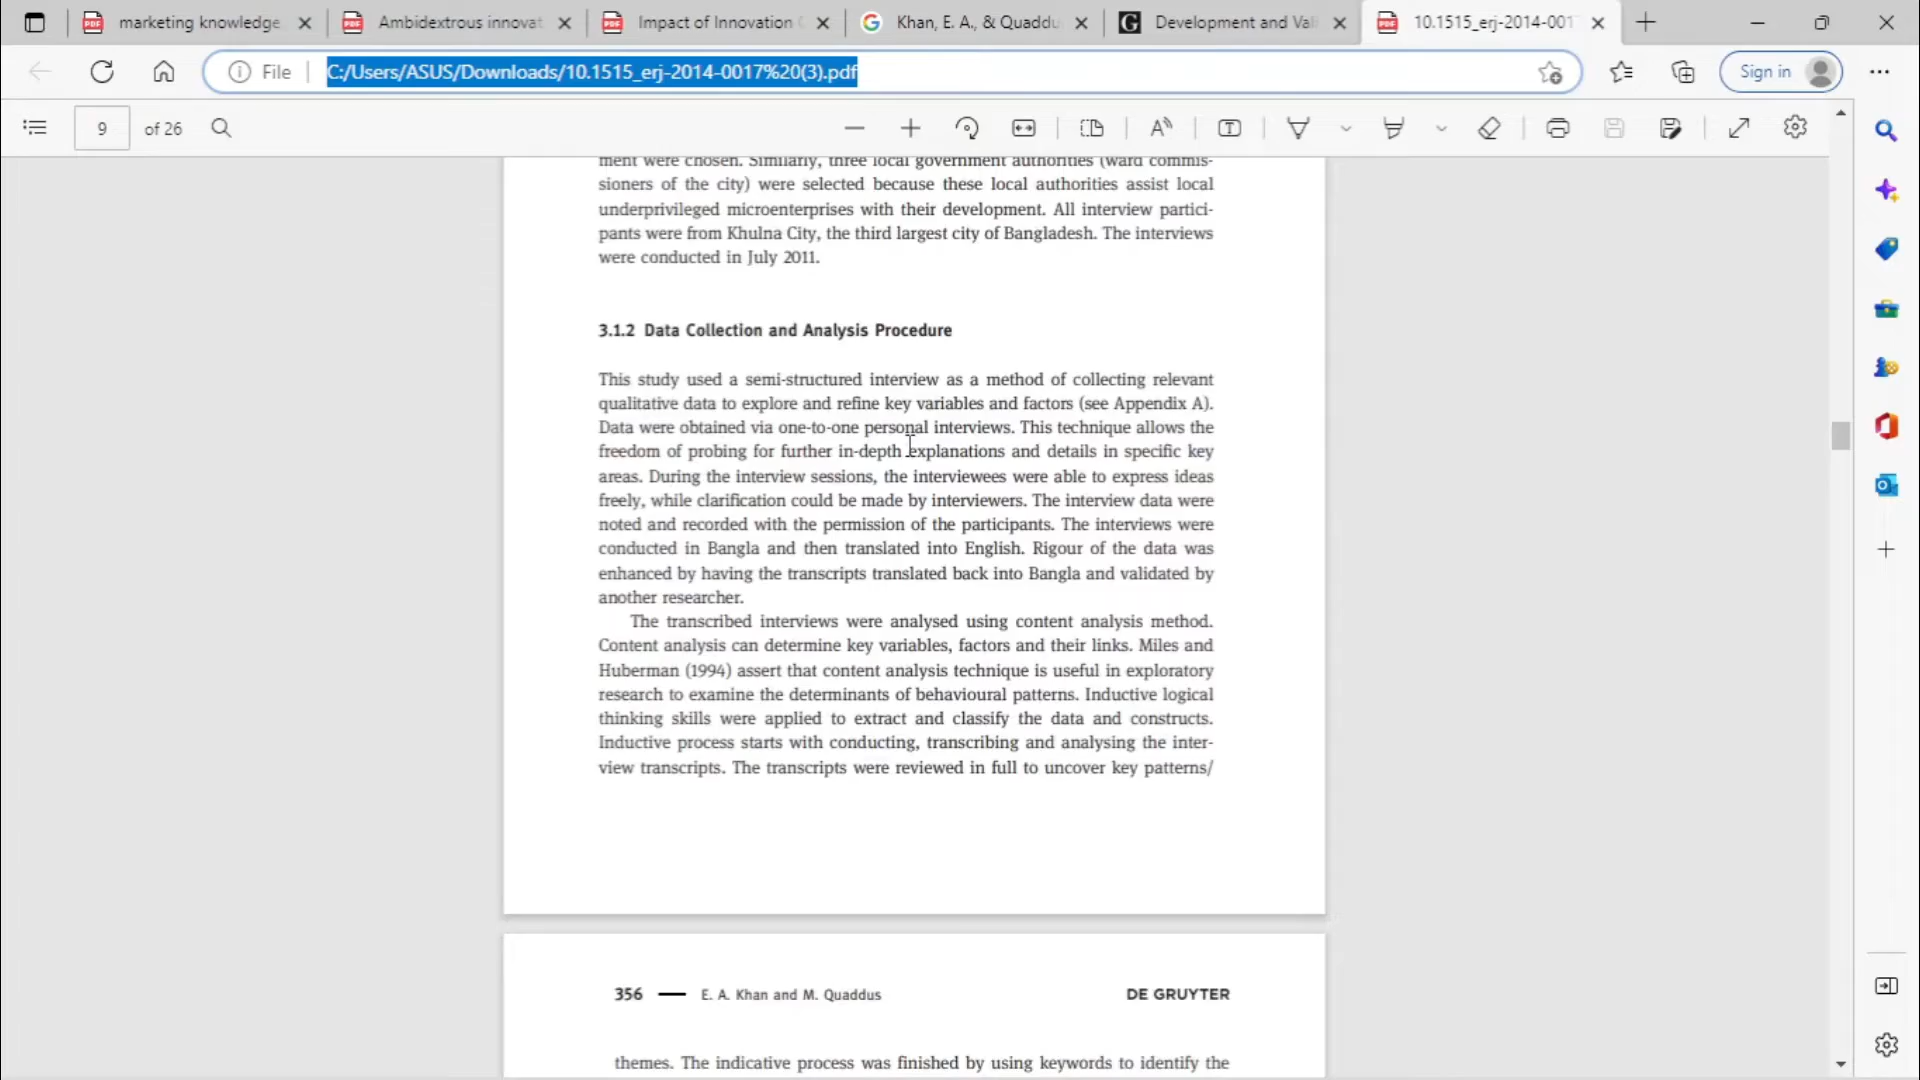 marketing knowledge
Ambidextrous innovat
Impact of Innovation
Khan, E. A., & Quaddu
Development and Vali
10.1515_erj-2014-001
File
C:/Users/ASUS/Downloads/10.1515_erj-2014-0017%20(3).pdf
Sign in
9 of 26
ment were chosen. Similarly, three local government authorities (ward commis-
sioners of the city) were selected because these local authorities assist local
underprivileged microenterprises with their development. All interview partici-
pants were from Khulna City, the third largest city of Bangladesh. The interviews
were conducted in July 2011.
3.1.2 Data Collection and Analysis Procedure
This study used a semi-structured interview as a method of collecting relevant
qualitative data to explore and refine key variables and factors (see Appendix A).
Data were obtained via one-to-one personal interviews. This technique allows the
freedom of probing for further in-depth explanations and details in specific key
areas. During the interview sessions, the interviewees were able to express ideas
freely, while clarification could be made by interviewers. The interview data were
noted and recorded with the permission of the participants. The interviews were
conducted in Bangla and then translated into English. Rigour of the data was
enhanced by having the transcripts translated back into Bangla and validated by
another researcher.
The transcribed interviews were analysed using content analysis method.
Content analysis can determine key variables, factors and their links. Miles and
Huberman (1994) assert that content analysis technique is useful in exploratory
research to examine the determinants of behavioural patterns. Inductive logical
thinking skills were applied to extract and classify the data and constructs.
Inductive process starts with conducting, transcribing and analysing the inter-
view transcripts. The transcripts were reviewed in full to uncover key patterns/
356 — E. A. Khan and M. Quaddus DE GRUYTER
themes. The indicative process was finished by using keywords to identify the